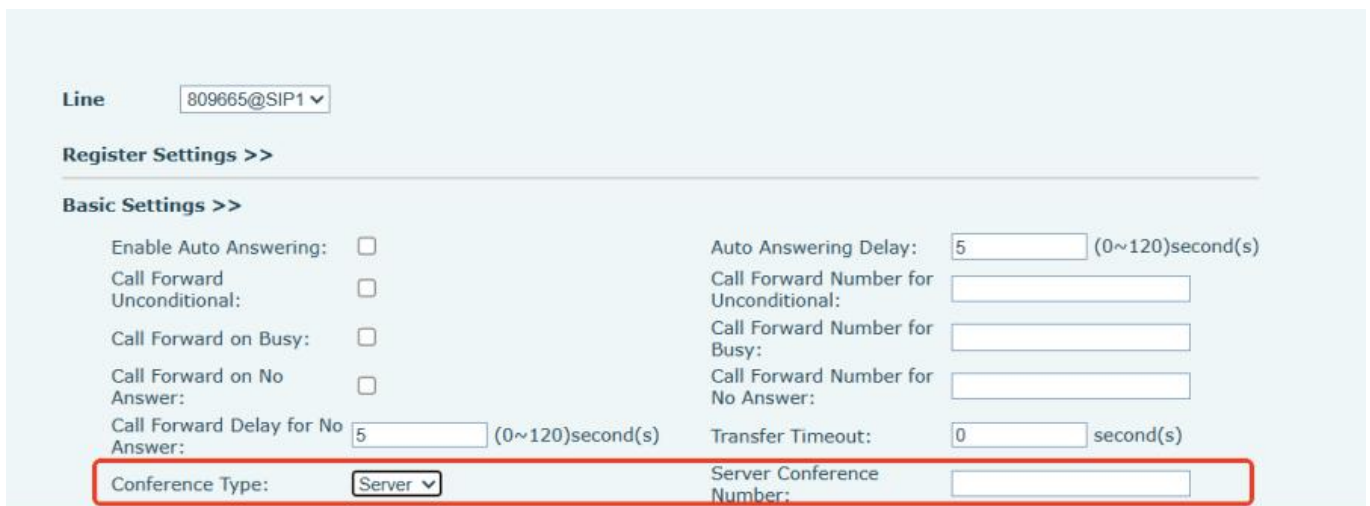 Line 809665@SIP1
Register Settings >>
Basic Settings >>
Enable Auto Answering: Auto Answering Delay: 5 (0~120)second(s)
Call Forward Unconditional: Call Forward Number for Unconditional:
Call Forward on Busy: Call Forward Number for Busy:
Call Forward on No Answer: Call Forward Number for No Answer:
Call Forward Delay for No Answer: 5 (0~120)second(s) Transfer Timeout: 0 second(s)
Conference Type: Server Server Conference Number: